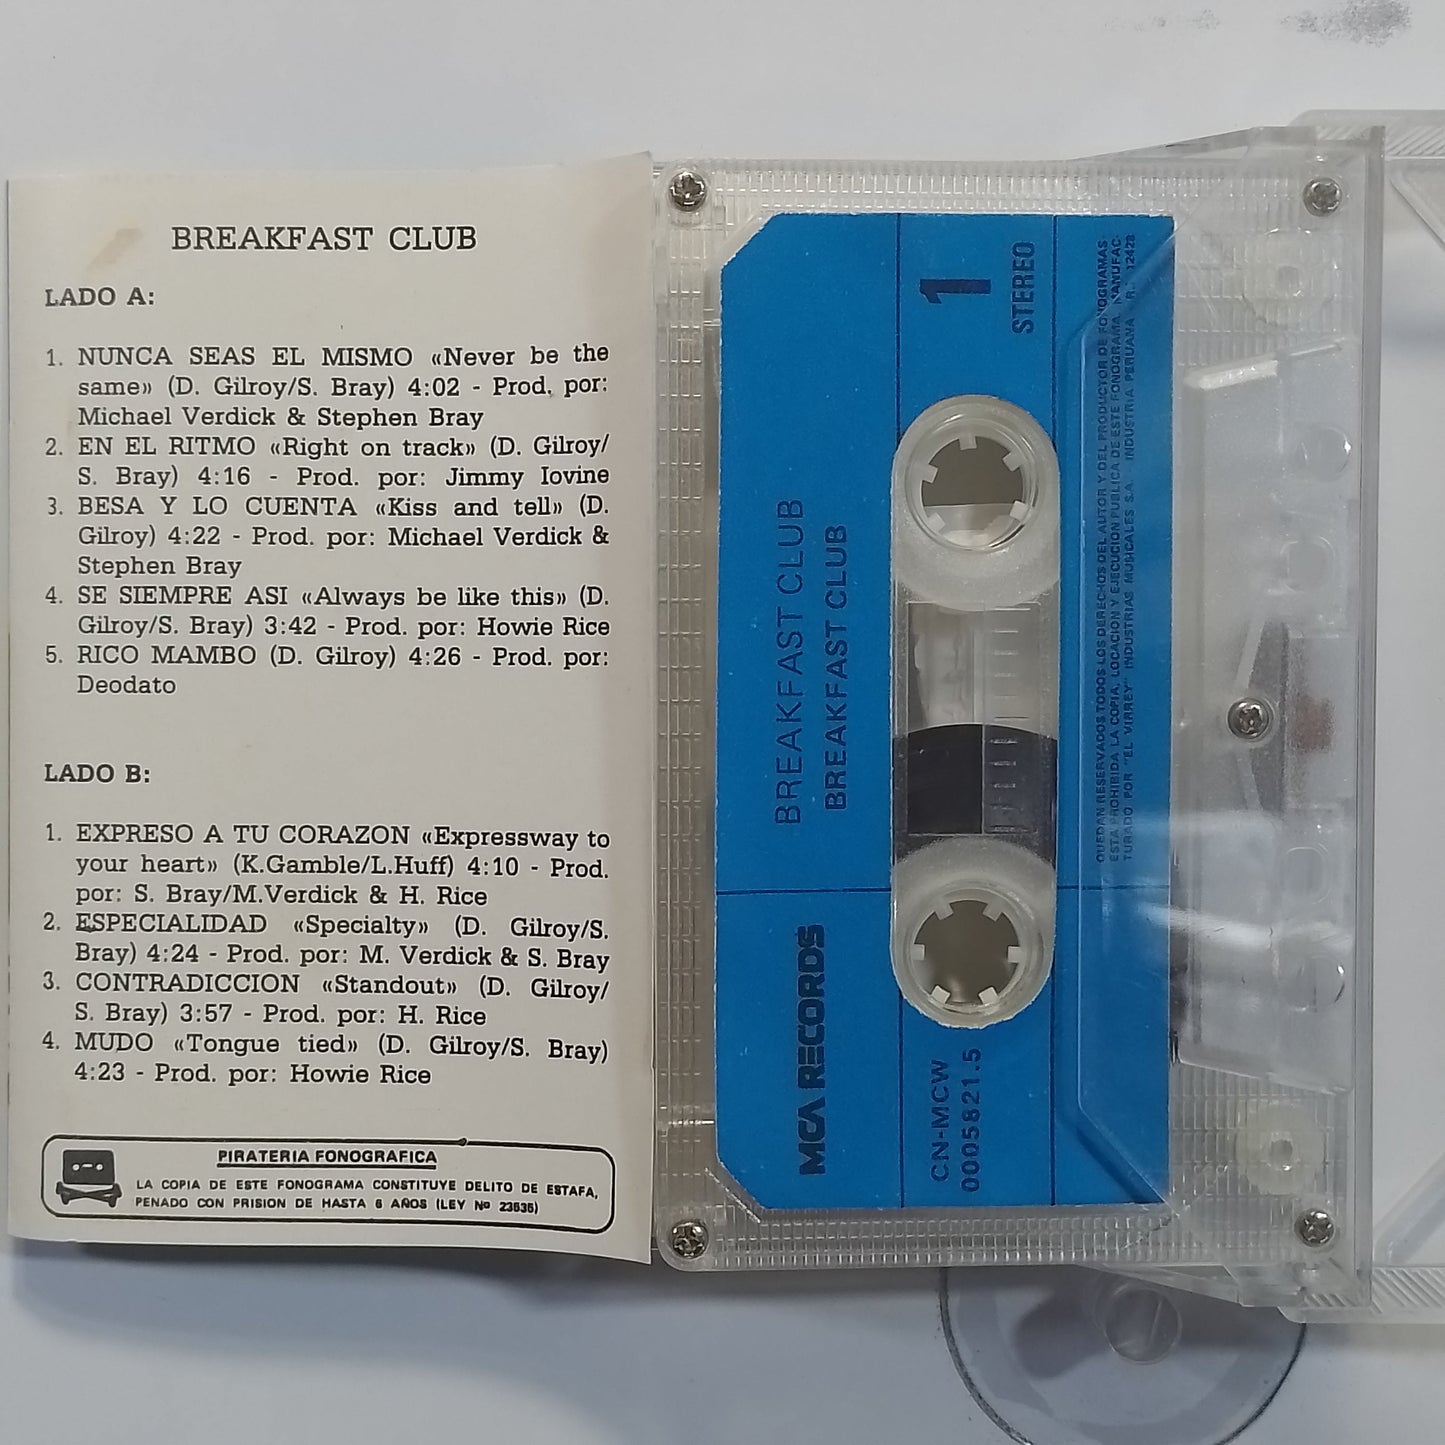 BREAKFAST CLUB
LADO A:
1. NUNCA SEAS EL MISMO «Never be the
same» (D. Gilroy/S. Bray) 4:02 - Prod. por:
Michael Verdick & Stephen Bray
2. EN EL RITMO «Right on track» (D. Gilroy/
S. Bray) 4:16 - Prod. por: Jimmy Iovine
3. BESA Y LO CUENTA «Kiss and tell» (D.
Gilroy) 4:22 - Prod. por: Michael Verdick &
Stephen Bray
4. SE SIEMPRE ASI «Always be like this» (D.
Gilroy/S. Bray) 3:42 - Prod. por: Howie Rice
5. RICO MAMBO (D. Gilroy) 4:26 - Prod. por:
Deodato
LADO B:
1. EXPRESO A TU CORAZON «Expressway to
your heart» (K.Gamble/L.Huff) 4:10 - Prod.
por: S. Bray/M.Verdick & H. Rice
2. ESPECIALIDAD «Specialty» (D. Gilroy/S.
Bray) 4:24 - Prod. por: M. Verdick & S. Bray
3. CONTRADICCION «Standout» (D. Gilroy/
S. Bray) 3:57 - Prod. por: H. Rice
4. MUDO «Tongue tied» (D. Gilroy/S. Bray)
4:23 - Prod. por: Howie Rice
PIRATERIA FONOGRAFICA
LA COPIA DE ESTE FONOGRAMA CONSTITUYE DELITO DE ESTAFA,
PENADO CON PRISION DE HASTA 6 AÑOS (LEY Nº 23636)
BREAKFAST CLUB
BREAKFAST CLUB
MCA RECORDS
1
STEREO
CN-MCW
0005821.5
QUEDAN RESERVADOS TODOS LOS DERECHOS DEL AUTOR Y DEL PRODUCTOR DE FONOGRAMAS.
ESTA PROHIBIDA LA COPIA, LOCACION Y EJECUCION PUBLICA DE ESTE FONOGRAMA. MANUFAC-
TURADO POR "EL VIRREY" INDUSTRIAS MUSICALES S.A. INDUSTRIA PERUANA R. 12428